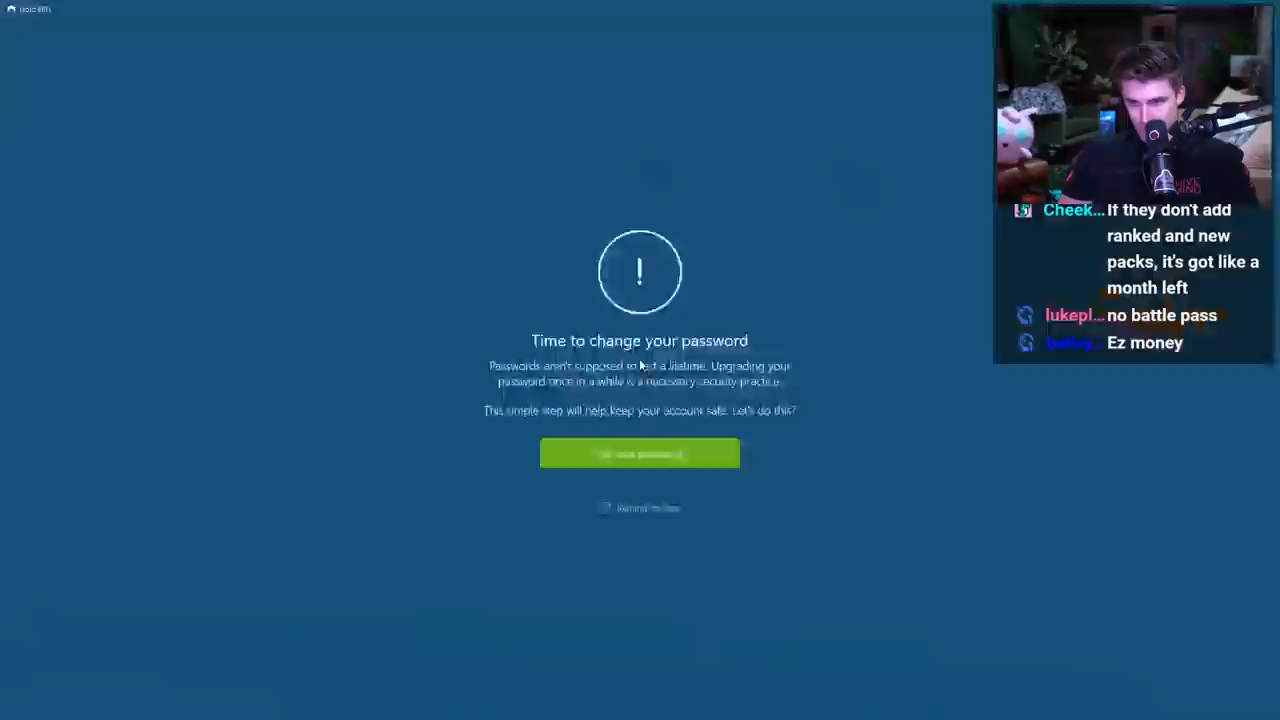 Time to change your password
Passwords aren't supposed to last a lifetime. Upgrading your
password once in a while is a necessary security practice.
This simple step will help keep your account safe. Let's do this?
Cheek... If they don't add
ranked and new
packs, it's got like a
month left
lukepl... no battle pass
Ez money
HIVE
MIND